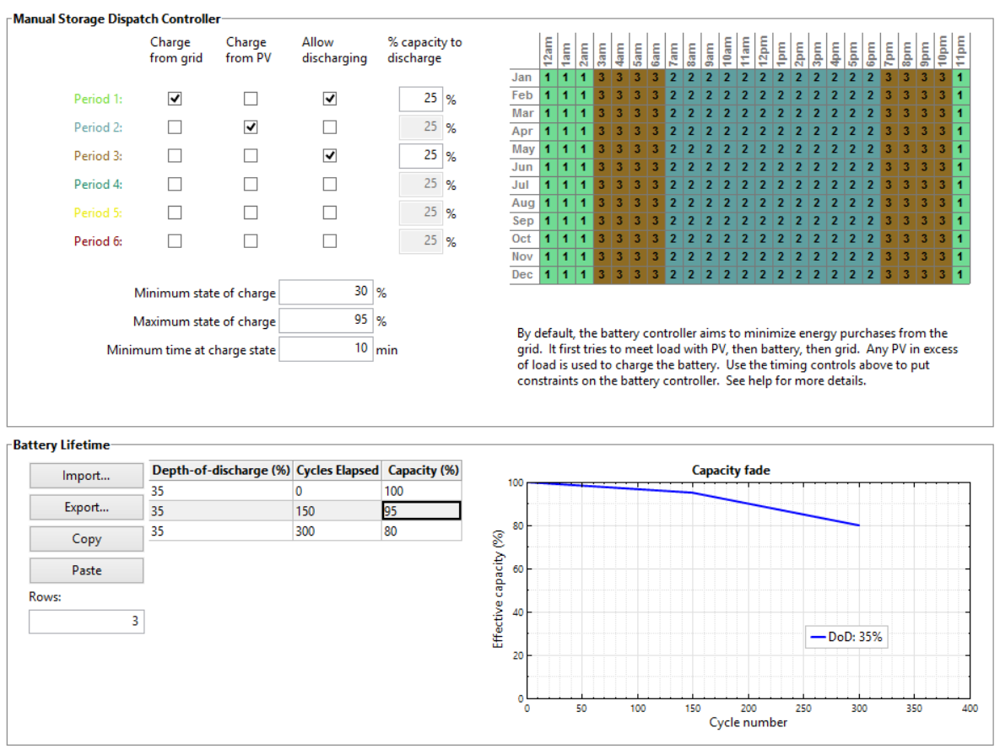 Manual Storage Dispatch Controller
Charge from grid Charge from PV Allow discharging % capacity to discharge
Period 1: 25 %
Period 2: 25 %
Period 3: 25 %
Period 4: 25 %
Period 5: 25 %
Period 6: 25 %
Minimum state of charge 30 %
Maximum state of charge 95 %
Minimum time at charge state 10 min
12am 1am 2am 3am 4am 5am 6am 7am 8am 9am 10am 11am 12pm 1pm 2pm 3pm 4pm 5pm 6pm 7pm 8pm 9pm 10pm 11pm
Jan 1 1 1 3 3 3 3 2 2 2 2 2 2 2 2 2 2 2 2 3 3 3 3 1
Feb 1 1 1 3 3 3 3 2 2 2 2 2 2 2 2 2 2 2 2 3 3 3 3 1
Mar 1 1 1 3 3 3 3 2 2 2 2 2 2 2 2 2 2 2 2 3 3 3 3 1
Apr 1 1 1 3 3 3 3 2 2 2 2 2 2 2 2 2 2 2 2 3 3 3 3 1
May 1 1 1 3 3 3 3 2 2 2 2 2 2 2 2 2 2 2 2 3 3 3 3 1
Jun 1 1 1 3 3 3 3 2 2 2 2 2 2 2 2 2 2 2 2 3 3 3 3 1
Jul 1 1 1 3 3 3 3 2 2 2 2 2 2 2 2 2 2 2 2 3 3 3 3 1
Aug 1 1 1 3 3 3 3 2 2 2 2 2 2 2 2 2 2 2 2 3 3 3 3 1
Sep 1 1 1 3 3 3 3 2 2 2 2 2 2 2 2 2 2 2 2 3 3 3 3 1
Oct 1 1 1 3 3 3 3 2 2 2 2 2 2 2 2 2 2 2 2 3 3 3 3 1
Nov 1 1 1 3 3 3 3 2 2 2 2 2 2 2 2 2 2 2 2 3 3 3 3 1
Dec 1 1 1 3 3 3 3 2 2 2 2 2 2 2 2 2 2 2 2 3 3 3 3 1
By default, the battery controller aims to minimize energy purchases from the
grid. It first tries to meet load with PV, then battery, then grid. Any PV in excess
of load is used to charge the battery. Use the timing controls above to put
constraints on the battery controller. See help for more details.
Battery Lifetime
Import...
Export...
Copy
Paste
Rows:
3
Depth-of-discharge (%) Cycles Elapsed Capacity (%)
35 0 100
35 150 95
35 300 80
Capacity fade
Effective capacity (%)
100
80
60
40
20
0
DoD: 35%
0 50 100 150 200 250 300 350 400
Cycle number